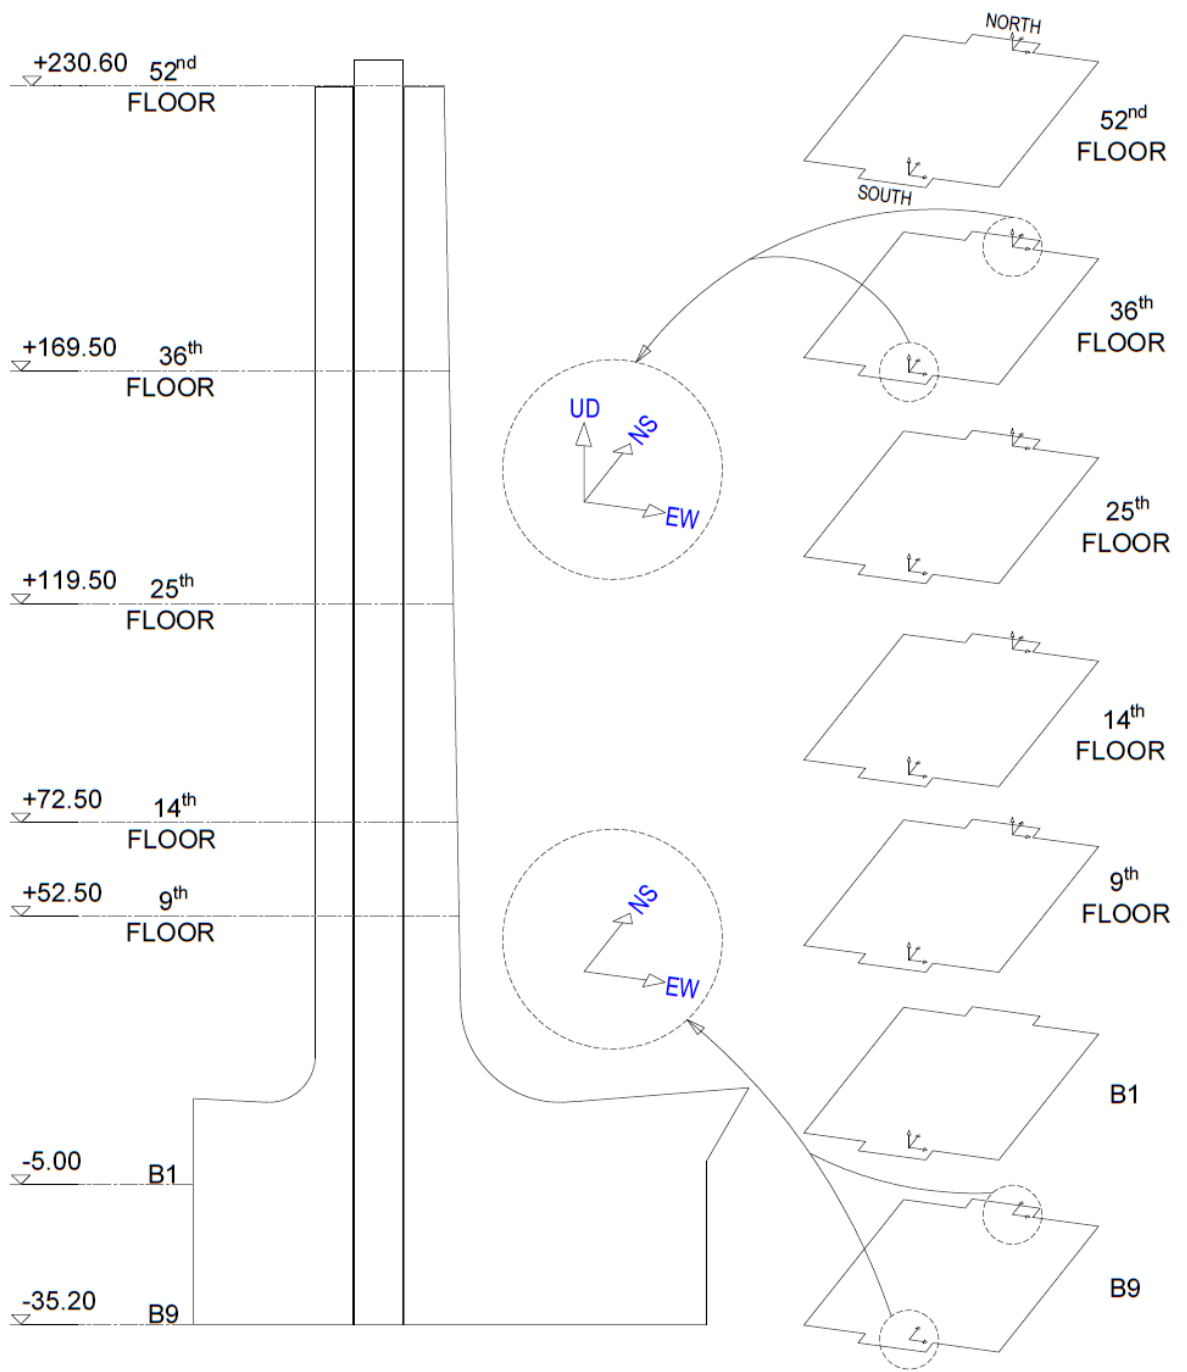 +230.60
52nd
FLOOR
+169.50
36th
FLOOR
+119.50
25th
FLOOR
+72.50
14th
FLOOR
+52.50
9th
FLOOR
-5.00
B1
-35.20
B9
UD
NS
EW
NS
EW
NORTH
SOUTH
52nd
FLOOR
36th
FLOOR
25th
FLOOR
14th
FLOOR
9th
FLOOR
B1
B9